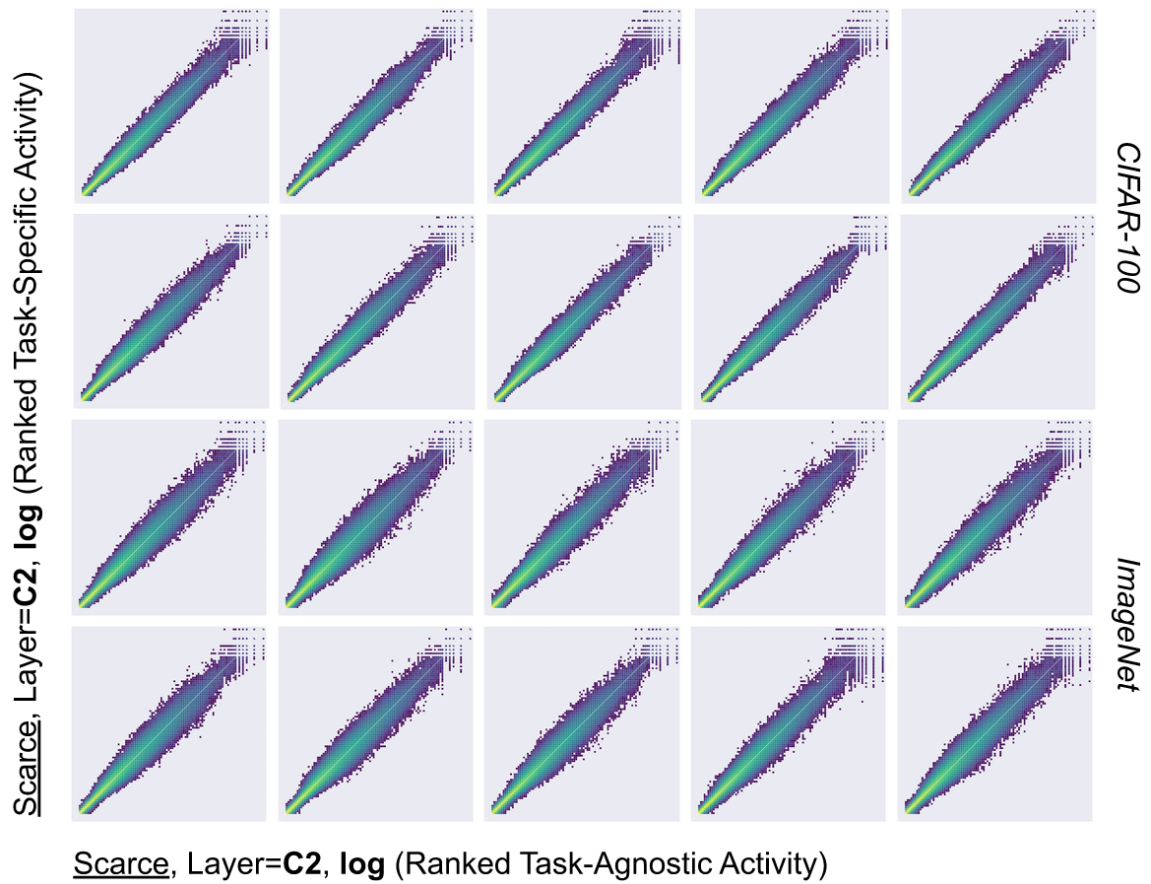 Scarce, Layer=C2, log (Ranked Task-Specific Activity)
CIFAR-100
ImageNet
Scarce, Layer=C2, log (Ranked Task-Agnostic Activity)